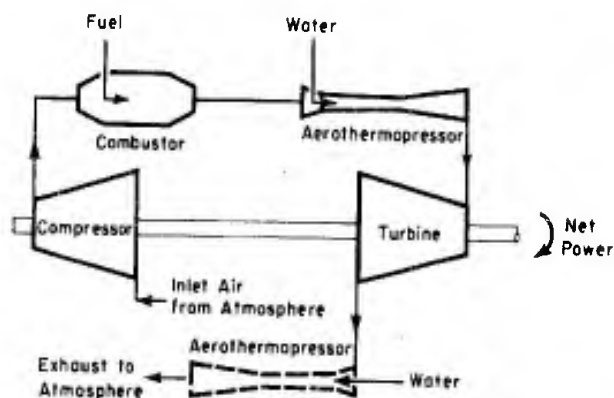 Fuel
Water
Combustor
Aerothermopressor
Compressor
Turbine
Net
Power
Inlet Air
from Atmosphere
Aerothermopressor
Exhaust to
Atmosphere
Water